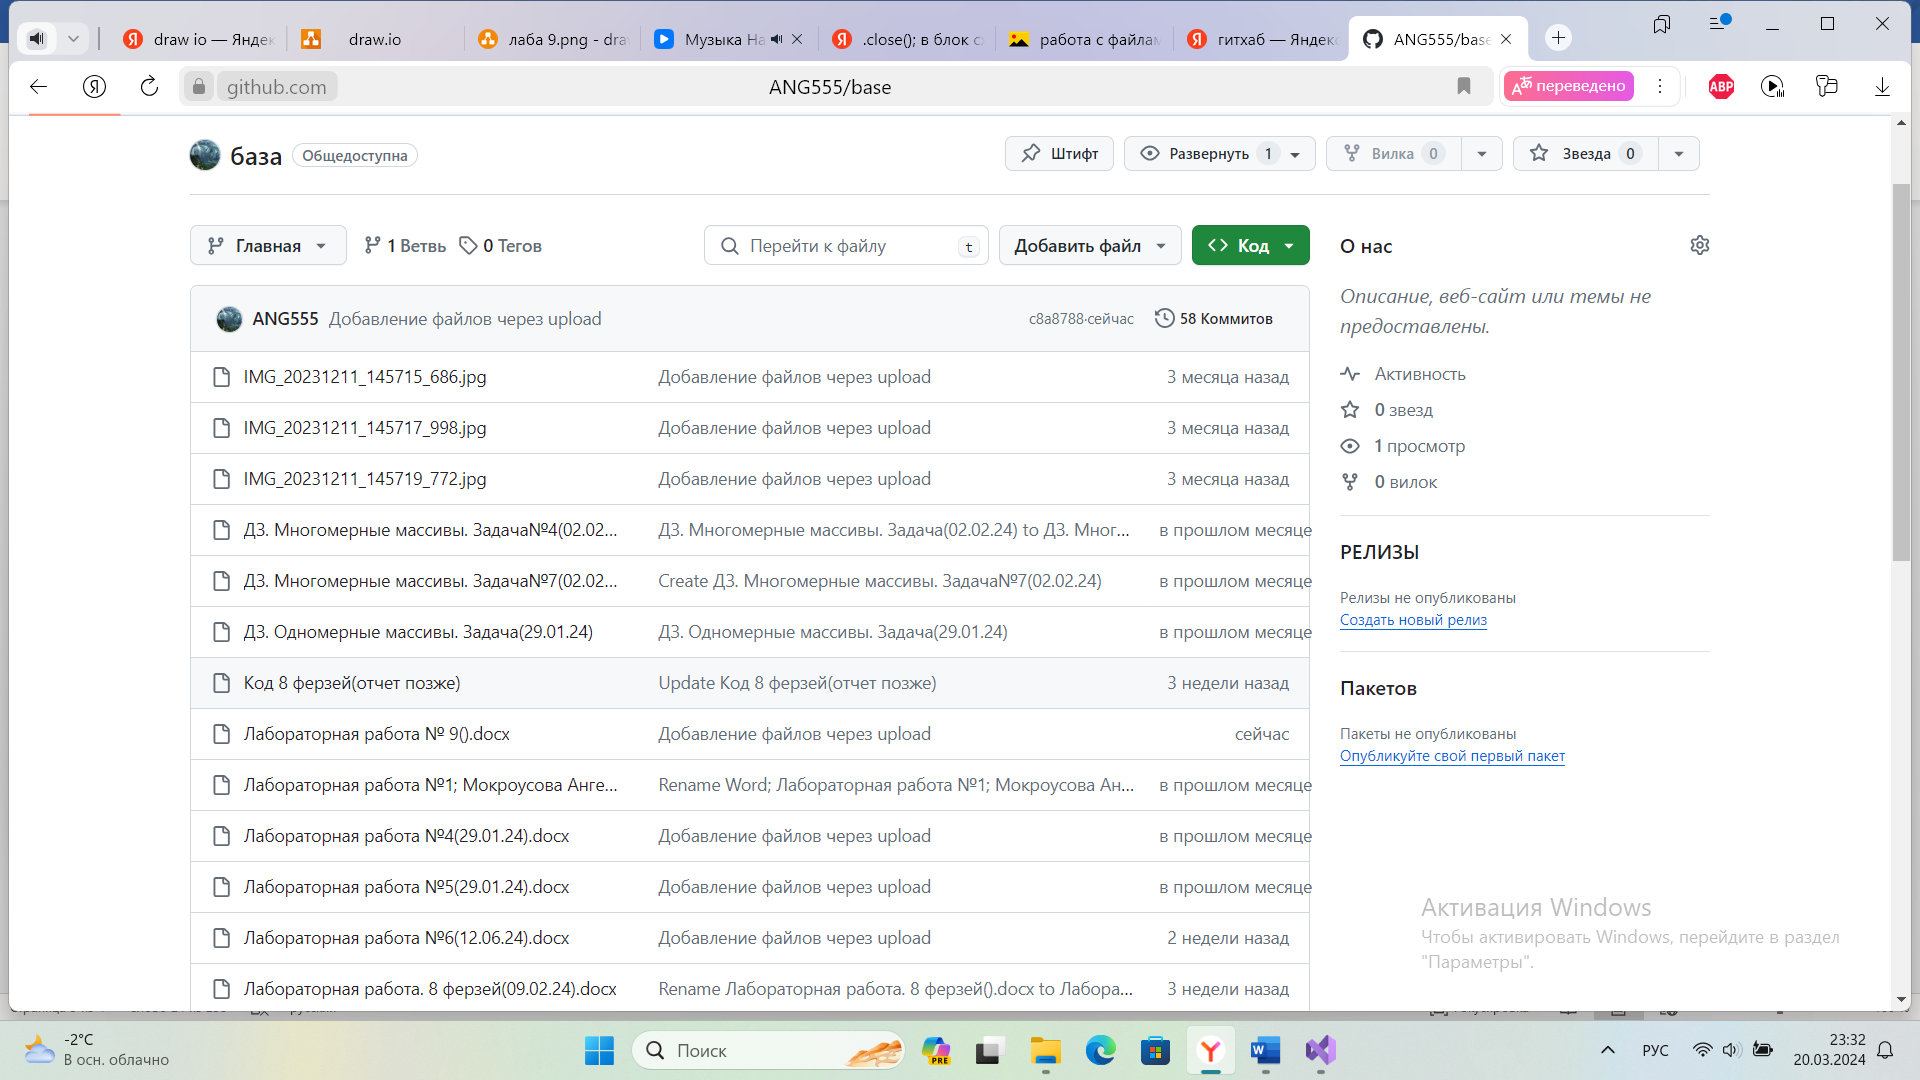 draw io — Яндек
draw.io
лаба 9.png - dra
Музыка На
.close(); в блок с
работа с файлам
гитхаб — Яндекс
ANG555/base
github.com
ANG555/base
переведено
ABP
база
Общедоступна
Штифт
Развернуть 1
Вилка 0
Звезда 0
Главная
1 Ветвь
0 Тегов
Перейти к файлу
t
Добавить файл
Код
О нас
Описание, веб-сайт или темы не
предоставлены.
ANG555 Добавление файлов через upload
c8a8788·сейчас
58 Коммитов
IMG_20231211_145715_686.jpg Добавление файлов через upload 3 месяца назад
IMG_20231211_145717_998.jpg Добавление файлов через upload 3 месяца назад
IMG_20231211_145719_772.jpg Добавление файлов через upload 3 месяца назад
ДЗ. Многомерные массивы. Задача№4(02.02... ДЗ. Многомерные массивы. Задача(02.02.24) to ДЗ. Мног... в прошлом месяце
ДЗ. Многомерные массивы. Задача№7(02.02... Create ДЗ. Многомерные массивы. Задача№7(02.02.24) в прошлом месяце
ДЗ. Одномерные массивы. Задача(29.01.24) ДЗ. Одномерные массивы. Задача(29.01.24) в прошлом месяце
Код 8 ферзей(отчет позже) Update Код 8 ферзей(отчет позже) 3 недели назад
Лабораторная работа № 9().docx Добавление файлов через upload сейчас
Лабораторная работа №1; Мокроусова Анге... Rename Word; Лабораторная работа №1; Мокроусова Ан... в прошлом месяце
Лабораторная работа №4(29.01.24).docx Добавление файлов через upload в прошлом месяце
Лабораторная работа №5(29.01.24).docx Добавление файлов через upload в прошлом месяце
Лабораторная работа №6(12.06.24).docx Добавление файлов через upload 2 недели назад
Лабораторная работа. 8 ферзей(09.02.24).docx Rename Лабораторная работа. 8 ферзей().docx to Лабора... 3 недели назад
Активность
0 звезд
1 просмотр
0 вилок
РЕЛИЗЫ
Релизы не опубликованы
Создать новый релиз
Пакетов
Пакеты не опубликованы
Опубликуйте свой первый пакет
Активация Windows
Чтобы активировать Windows, перейдите в раздел
"Параметры".
-2°C
В осн. облачно
Поиск
PRE
РУС
23:32
20.03.2024